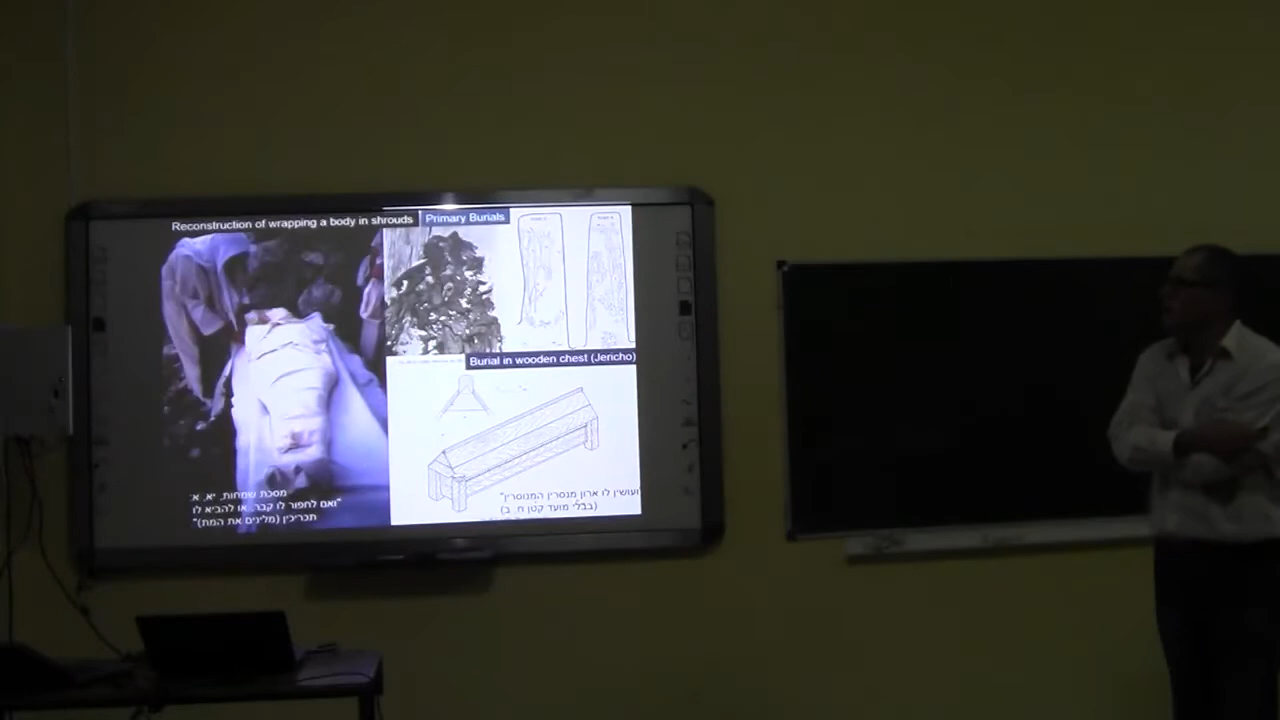 Reconstruction of wrapping a body in shrouds
Primary Burials
Burial in wooden chest (Jericho)
מסכת שמחות, יא, א:
"ואם לחפור לו קבר, או להביא לו
תכריכין (מלינים את המת)"
ועושין לו ארון מנסרין המנוסרין"
(בבלי מועד קטן ח, ב)